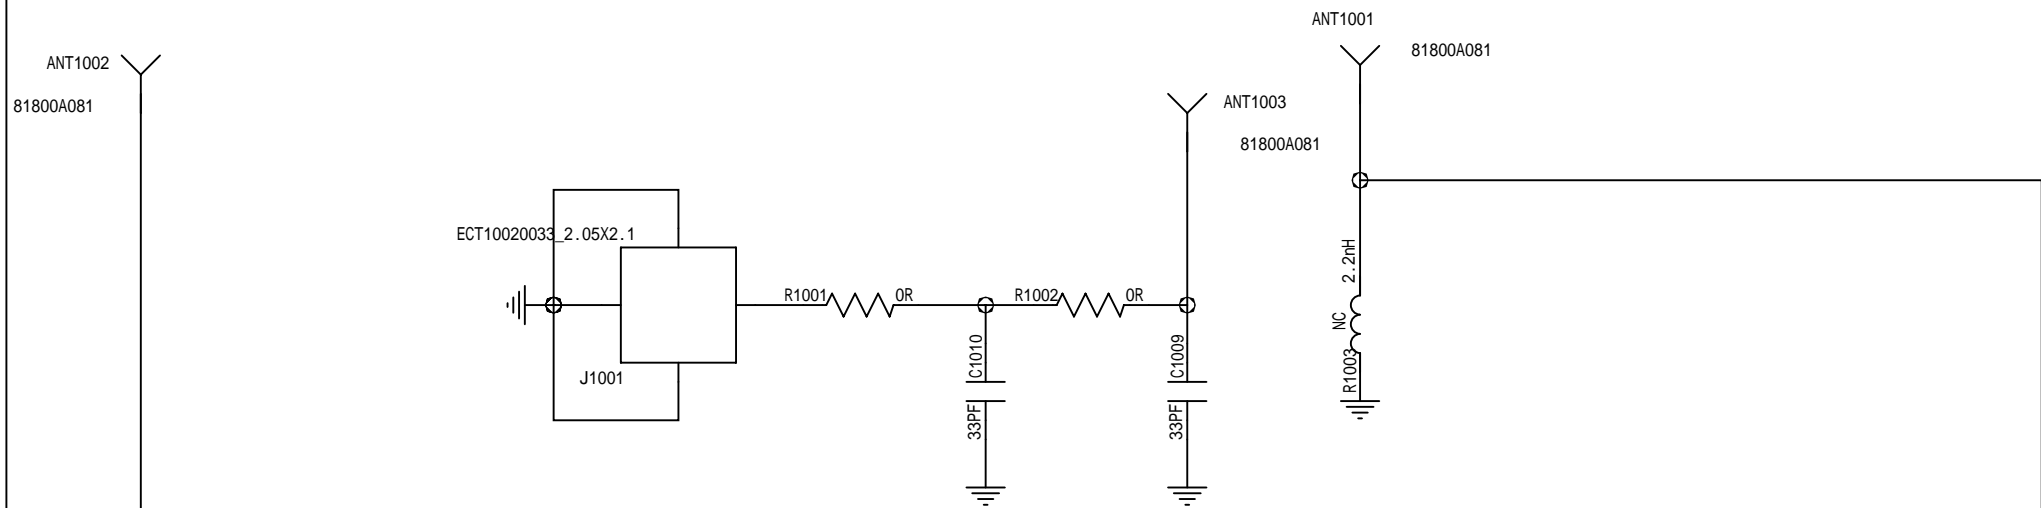 ANT1001
81800A081
ANT1002
81800A081
ANT1003
81800A081
ECT10020033_2.05X2.1
J1001
R1001
0R
R1002
0R
C1010
33PF
C1009
33PF
2.2nH
NC
R1003